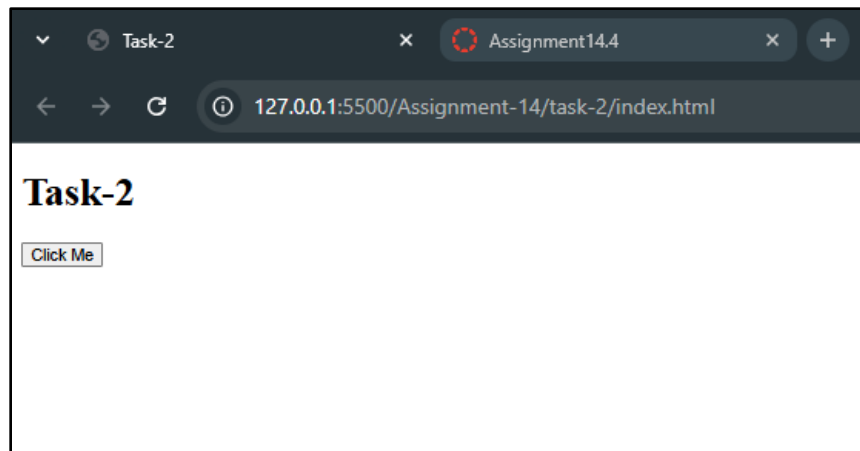 Task-2
Assignment14.4
127.0.0.1:5500/Assignment-14/task-2/index.html
Task-2
Click Me